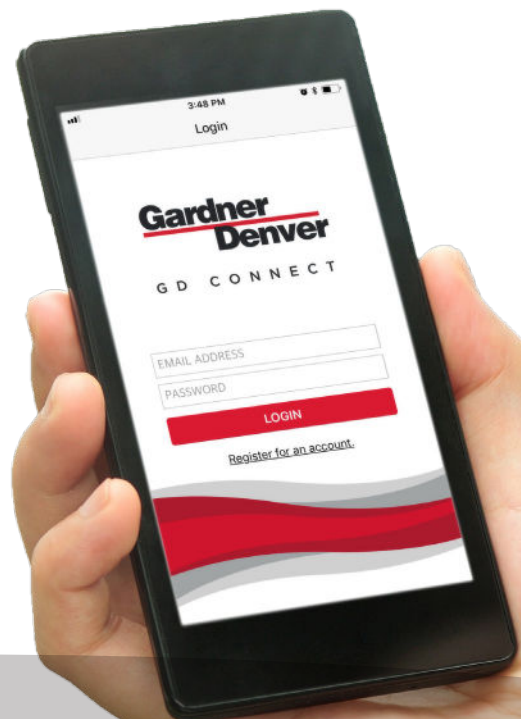 3:48 PM
Login
Gardner
Denver
GD CONNECT
EMAIL ADDRESS
PASSWORD
LOGIN
Register for an account.